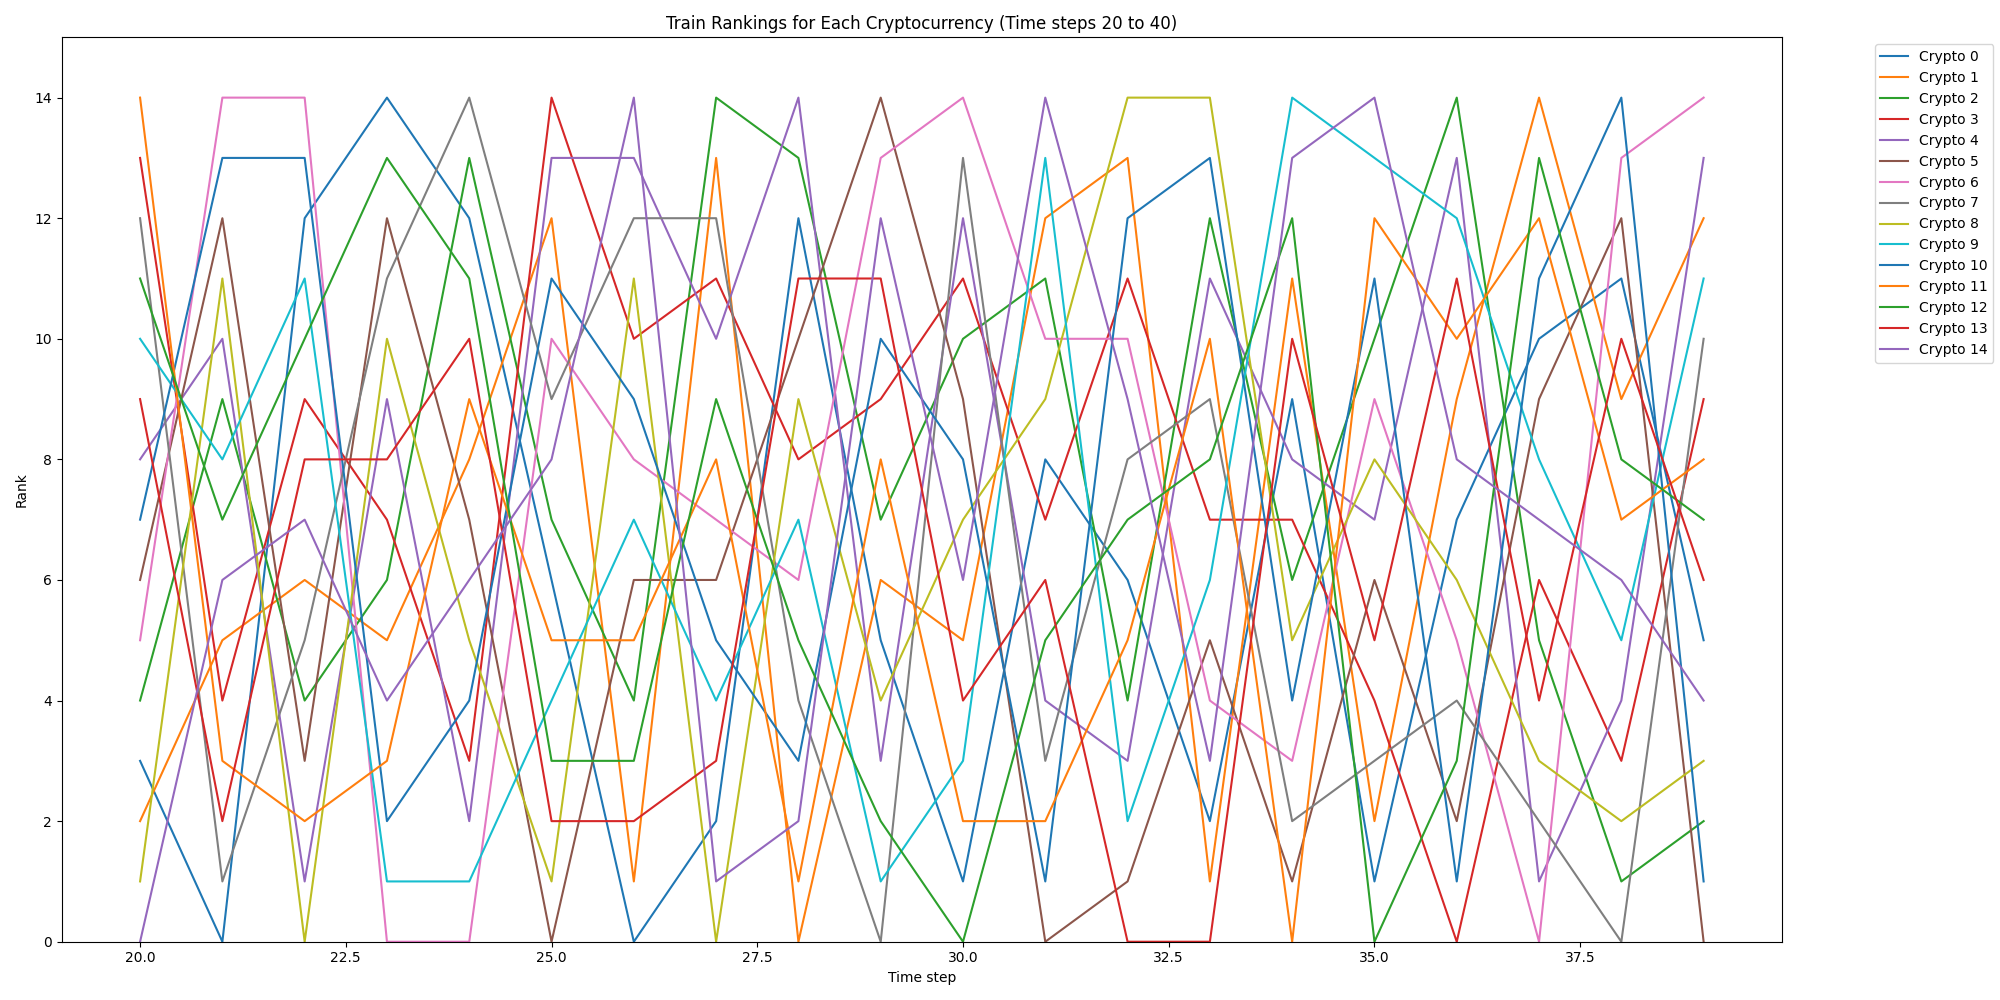 Train Rankings for Each Cryptocurrency (Time steps 20 to 40)
Rank
14
12
10
8
6
4
2
0
20.0 22.5 25.0 27.5 30.0 32.5 35.0 37.5
Time step
Crypto 0
Crypto 1
Crypto 2
Crypto 3
Crypto 4
Crypto 5
Crypto 6
Crypto 7
Crypto 8
Crypto 9
Crypto 10
Crypto 11
Crypto 12
Crypto 13
Crypto 14